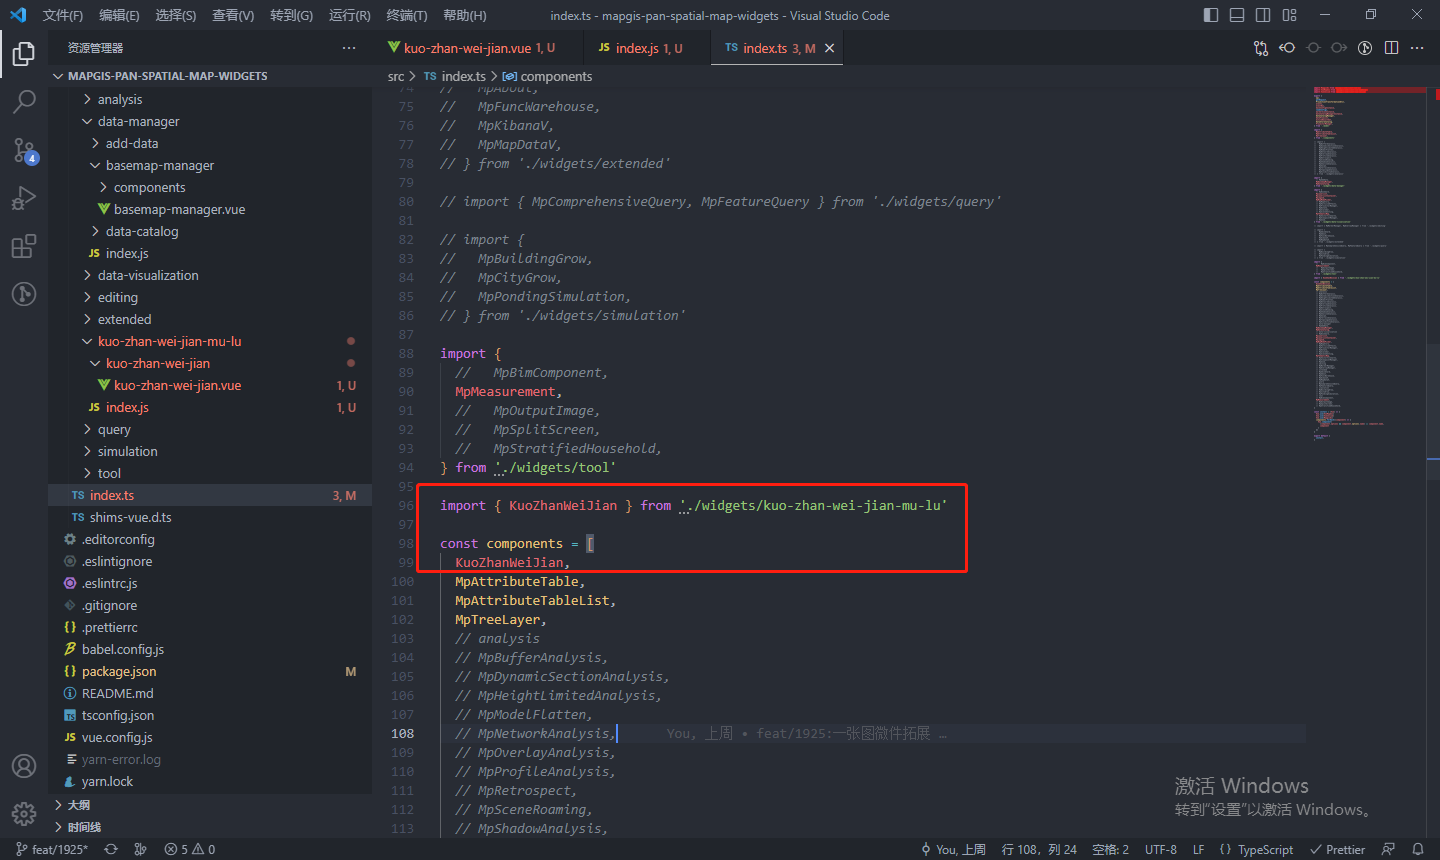 文件(F) 编辑(E) 选择(S) 查看(V) 转到(G) 运行(R) 终端(T) 帮助(H) index.ts - mapgis-pan-spatial-map-widgets - Visual Studio Code
资源管理器 ···
kuo-zhan-wei-jian.vue 1, U JS index.js 1, U TS index.ts 3, M
MAPGIS-PAN-SPATIAL-MAP-WIDGETS
analysis
data-manager
add-data
basemap-manager
components
basemap-manager.vue
data-catalog
JS index.js
data-visualization
editing
extended
kuo-zhan-wei-jian-mu-lu
kuo-zhan-wei-jian
kuo-zhan-wei-jian.vue 1, U
JS index.js 1, U
query
simulation
tool
TS index.ts 3, M
TS shims-vue.d.ts
.editorconfig
.eslintignore
.eslintrc.js
.gitignore
{} .prettierrc
babel.config.js
{} package.json M
README.md
TS tsconfig.json
JS vue.config.js
yarn-error.log
yarn.lock
大纲
时间线
4
src > TS index.ts > components
74 // MpAbout,
75 // MpFuncWarehouse,
76 // MpKibanaV,
77 // MpMapDataV,
78 // } from './widgets/extended'
79
80 // import { MpComprehensiveQuery, MpFeatureQuery } from './widgets/query'
81
82 // import {
83 // MpBuildingGrow,
84 // MpCityGrow,
85 // MpPondingSimulation,
86 // } from './widgets/simulation'
87
88 import {
89 // MpBimComponent,
90 MpMeasurement,
91 // MpOutputImage,
92 // MpSplitScreen,
93 // MpStratifiedHousehold,
94 } from './widgets/tool'
95
96 import { KuoZhanWeiJian } from './widgets/kuo-zhan-wei-jian-mu-lu'
97
98 const components = [
99 KuoZhanWeiJian,
100 MpAttributeTable,
101 MpAttributeTableList,
102 MpTreeLayer,
103 // analysis
104 // MpBufferAnalysis,
105 // MpDynamicSectionAnalysis,
106 // MpHeightLimitedAnalysis,
107 // MpModelFlatten,
108 // MpNetworkAnalysis, You, 上周 • feat/1925:一张图微件拓展 …
109 // MpOverlayAnalysis,
110 // MpProfileAnalysis,
111 // MpRetrospect,
112 // MpSceneRoaming,
113 // MpShadowAnalysis,
激活 Windows
转到"设置"以激活 Windows。
feat/1925* 5 0 You, 上周 行 108，列 24 空格: 2 UTF-8 LF {} TypeScript Prettier